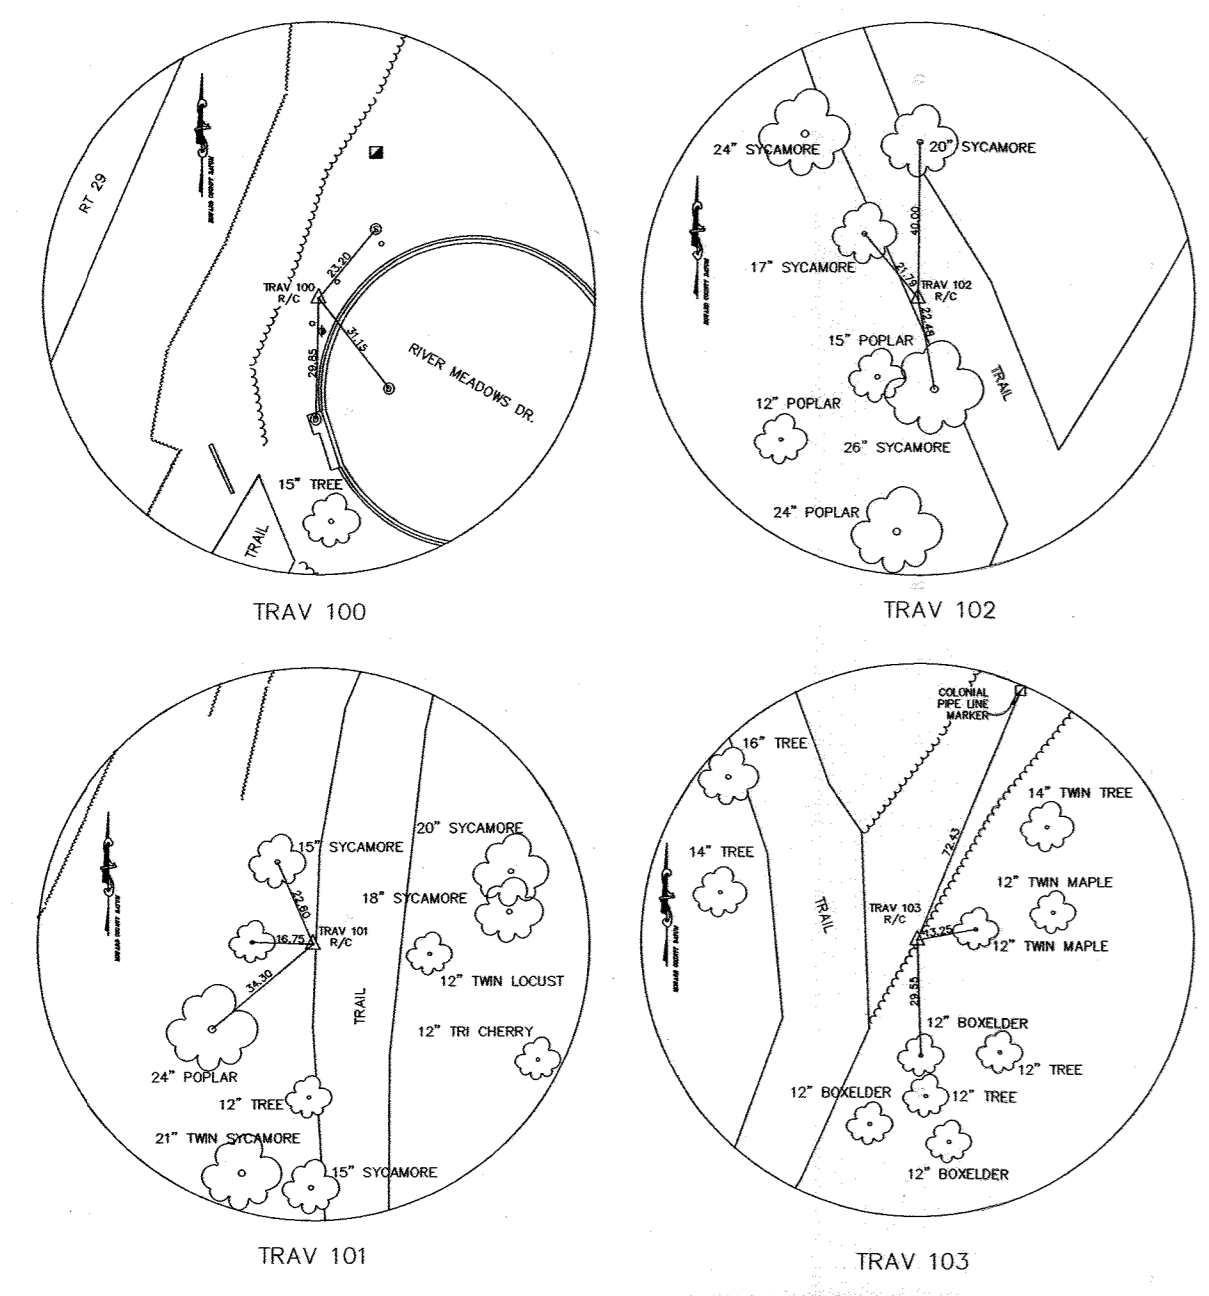 RT 29
23.20
TRAV 100
R/C
31.15
29.85
RIVER MEADOWS DR.
15" TREE
TRAIL
TRAV 100
24" SYCAMORE
20" SYCAMORE
40.00
17" SYCAMORE
21.79
TRAV 102
R/C
22.48
15" POPLAR
TRAIL
12" POPLAR
26" SYCAMORE
24" POPLAR
TRAV 102
20" SYCAMORE
15" SYCAMORE
22.60
18" SYCAMORE
TRAV 101
R/C
16.75
34.30
12" TWIN LOCUST
TRAIL
12" TRI CHERRY
24" POPLAR
12" TREE
21" TWIN SYCAMORE
15" SYCAMORE
TRAV 101
COLONIAL
PIPE LINE
MARKER
16" TREE
14" TWIN TREE
72.43
14" TREE
12" TWIN MAPLE
TRAV 103
R/C
TRAIL
13.25
12" TWIN MAPLE
29.55
12" BOXELDER
12" TREE
12" BOXELDER
12" TREE
12" BOXELDER
TRAV 103